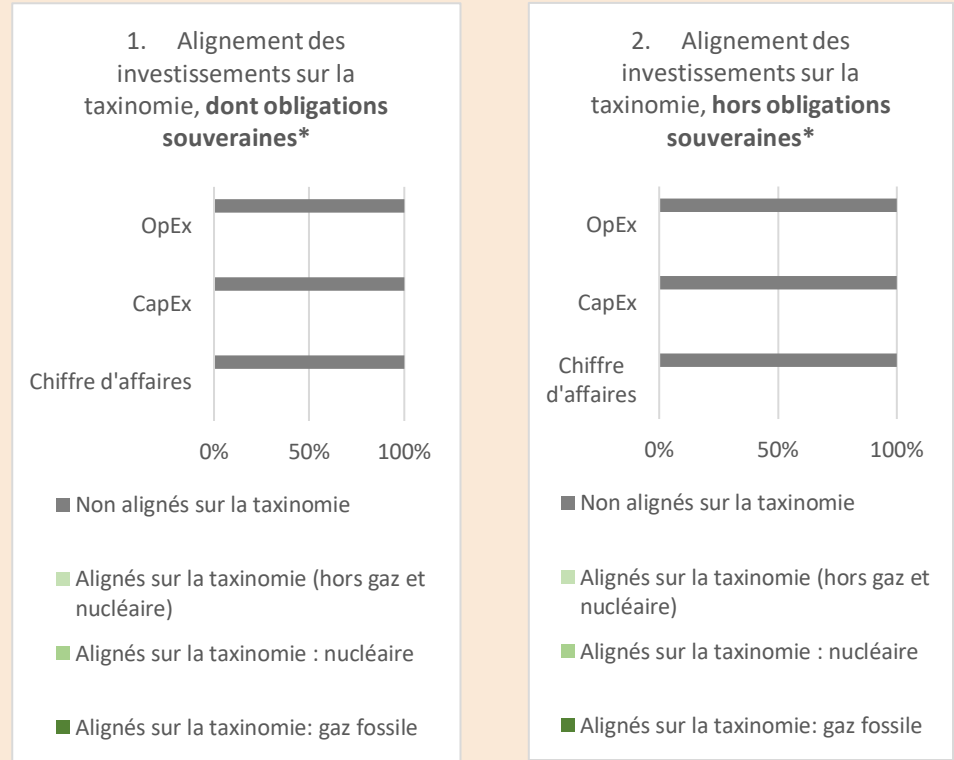 1. Alignement des
investissements sur la
taxinomie, dont obligations
souveraines*
OpEx
CapEx
Chiffre d'affaires
0% 50% 100%
Non alignés sur la taxinomie
Alignés sur la taxinomie (hors gaz et
nucléaire)
Alignés sur la taxinomie : nucléaire
Alignés sur la taxinomie: gaz fossile
2. Alignement des
investissements sur la
taxinomie, hors obligations
souveraines*
OpEx
CapEx
Chiffre
d'affaires
0% 50% 100%
Non alignés sur la taxinomie
Alignés sur la taxinomie (hors gaz et
nucléaire)
Alignés sur la taxinomie : nucléaire
Alignés sur la taxinomie: gaz fossile